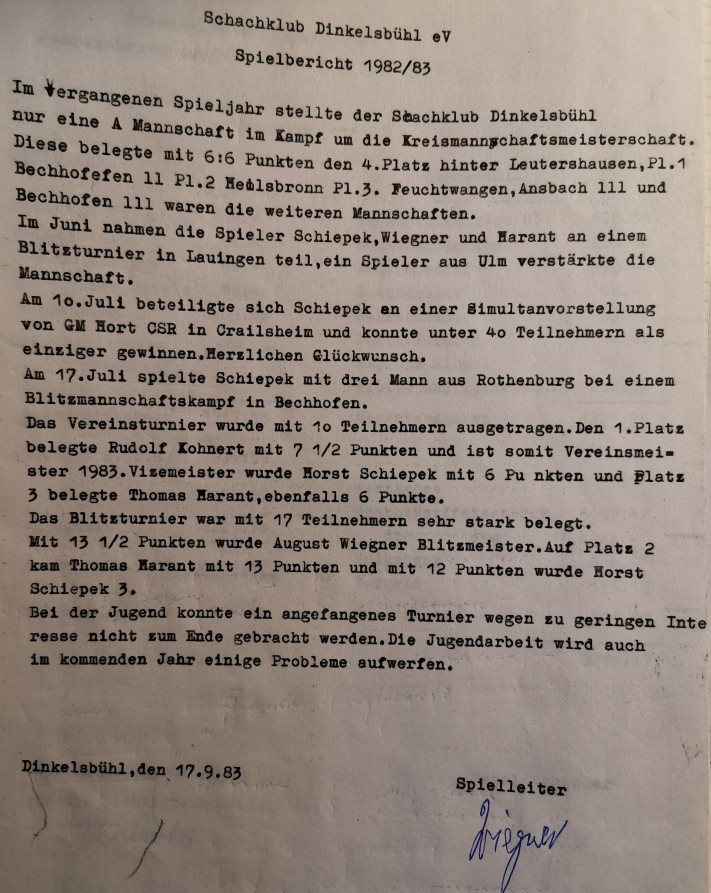 Schachklub Dinkelsbühl eV
Spielbericht 1982/83
Im Vergangenen Spieljahr stellte der Schachklub Dinkelsbühl
nur eine A Mannschaft im Kampf um die Kreismannschaftsmeisterschaft.
Diese belegte mit 6:6 Punkten den 4.Platz hinter Leutershausen,Pl.1
Bechhofefen 11 Pl.2 Heilsbronn Pl.3. Feuchtwangen,Ansbach 111 und
Bechhofen 111 waren die weiteren Mannschaften.
Im Juni nahmen die Spieler Schiepek,Wiegner und Harant an einem
Blitzturnier in Lauingen teil,ein Spieler aus Ulm verstärkte die
Mannschaft.
Am 1o.Juli beteiligte sich Schiepek an einer Simultanvorstellung
von GM Hort CSR in Crailsheim und konnte unter 4o Teilnehmern als
einziger gewinnen.Herzlichen Glückwunsch.
Am 17.Juli spielte Schiepek mit drei Mann aus Rothenburg bei einem
Blitzmannschaftskampf in Bechhofen.
Das Vereinsturnier wurde mit 1o Teilnehmern ausgetragen.Den 1.Platz
belegte Rudolf Kohnert mit 7 1/2 Punkten und ist somit Vereinsmei=
ster 1983.Vizemeister wurde Horst Schiepek mit 6 Pu nkten und Platz
3 belegte Thomas Harant,ebenfalls 6 Punkte.
Das Blitzturnier war mit 17 Teilnehmern sehr stark belegt.
Mit 13 1/2 Punkten wurde August Wiegner Blitzmeister.Auf Platz 2
kam Thomas Harant mit 13 Punkten und mit 12 Punkten wurde Horst
Schiepek 3.
Bei der Jugend konnte ein angefangenes Turnier wegen zu geringen Inte
resse nicht zum Ende gebracht werden.Die Jugendarbeit wird auch
im kommenden Jahr einige Probleme aufwerfen.
Dinkelsbühl,den 17.9.83
Spielleiter
Wiegner